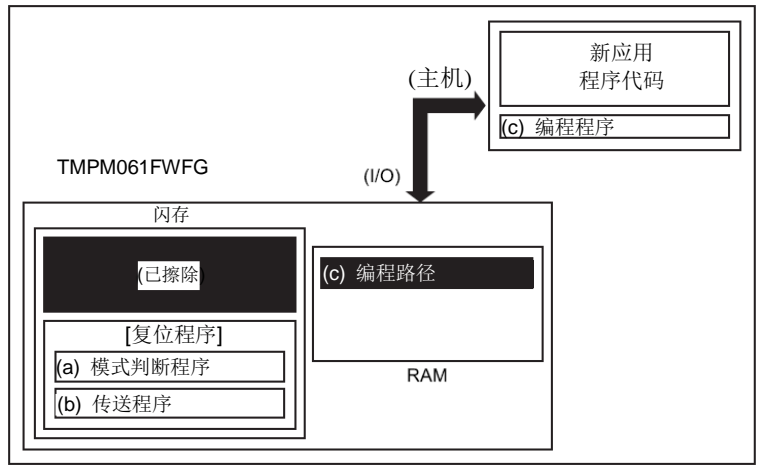 新应用
程序代码
(主机)
(c) 编程程序
TMPM061FWFG
(I/O)
闪存
(已擦除)
(c) 编程路径
[复位程序]
(a) 模式判断程序
(b) 传送程序
RAM